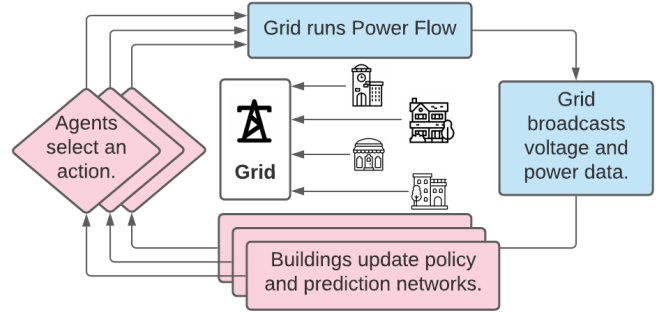 Grid runs Power Flow
Agents
select an
action.
Grid
Grid
broadcasts
voltage and
power data.
Buildings update policy
and prediction networks.